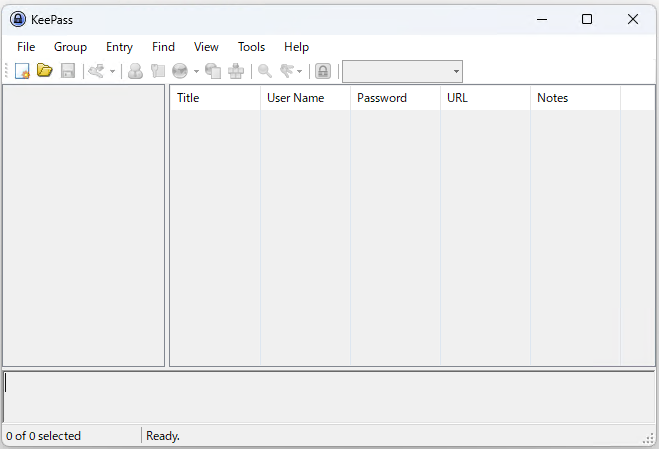 KeePass
File Group Entry Find View Tools Help
Title User Name Password URL Notes
0 of 0 selected Ready.